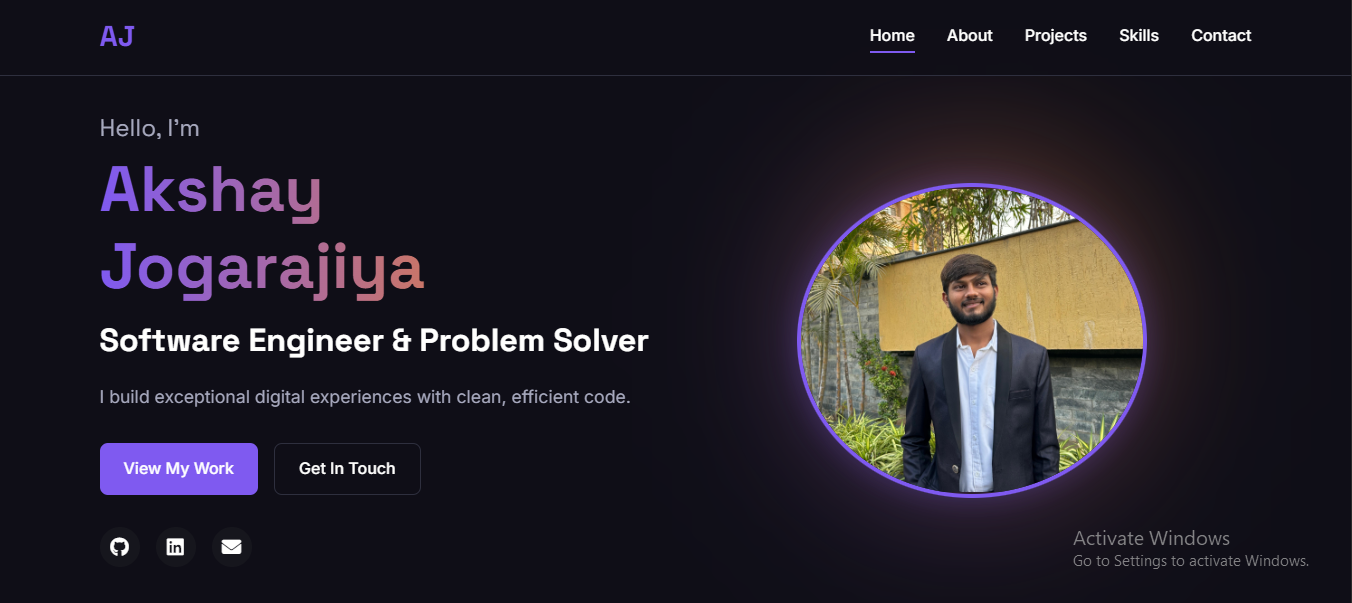 AJ
Home About Projects Skills Contact
Hello, I’m
Akshay
Jogarajiya
Software Engineer & Problem Solver
I build exceptional digital experiences with clean, efficient code.
View My Work Get In Touch
in
Activate Windows
Go to Settings to activate Windows.